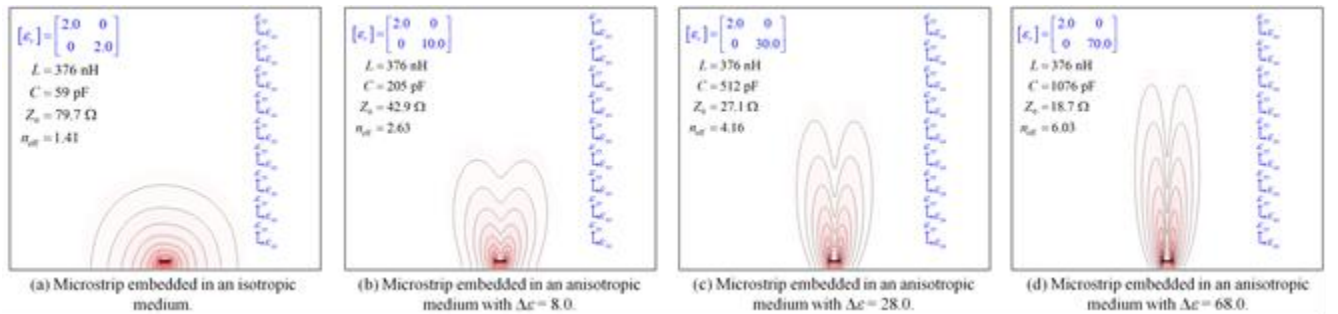 [εᵣ] = [2.0 0
0 2.0]
L = 376 nH
C = 59 pF
Z₀ = 79.7 Ω
n_eff = 1.41
(a) Microstrip embedded in an isotropic
medium.
[εᵣ] = [2.0 0
0 10.0]
L = 376 nH
C = 205 pF
Z₀ = 42.9 Ω
n_eff = 2.63
(b) Microstrip embedded in an anisotropic
medium with Δε = 8.0.
[εᵣ] = [2.0 0
0 30.0]
L = 376 nH
C = 512 pF
Z₀ = 27.1 Ω
n_eff = 4.16
(c) Microstrip embedded in an anisotropic
medium with Δε = 28.0.
[εᵣ] = [2.0 0
0 70.0]
L = 376 nH
C = 1076 pF
Z₀ = 18.7 Ω
n_eff = 6.03
(d) Microstrip embedded in an anisotropic
medium with Δε = 68.0.